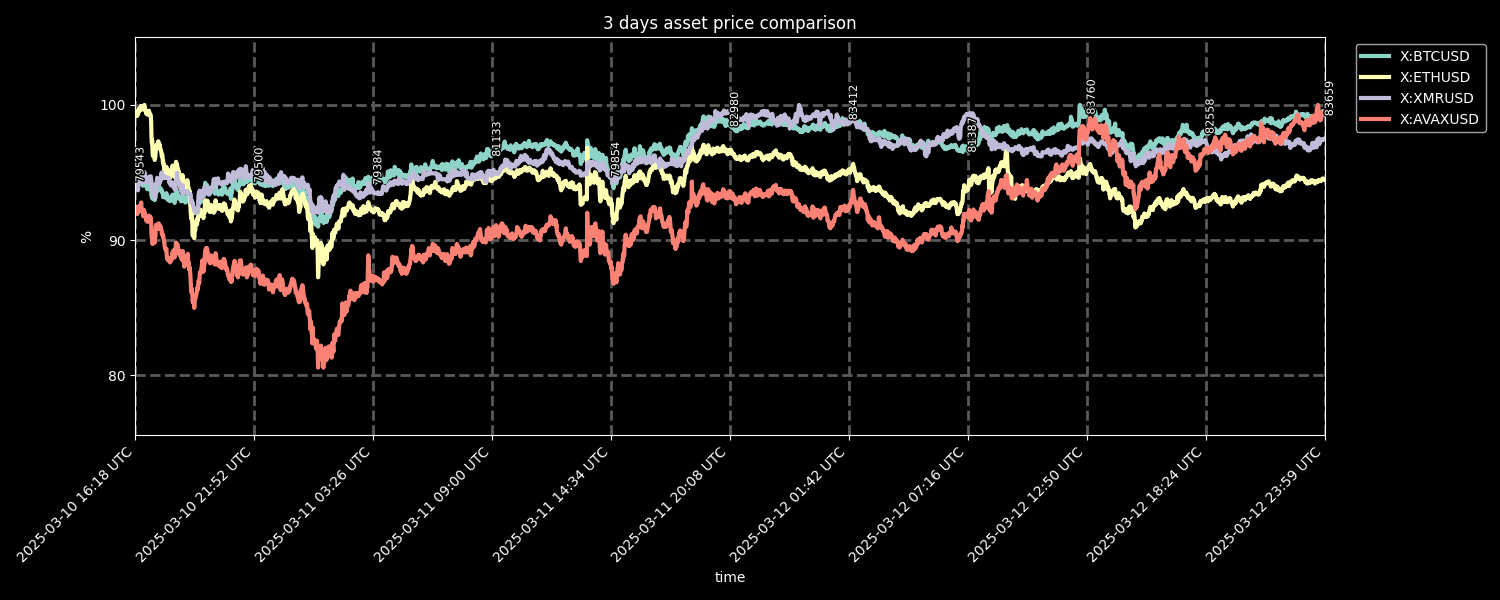 3 days asset price comparison
X:BTCUSD
X:ETHUSD
X:XMRUSD
X:AVAXUSD
100
90
80
%
79543
79500
79384
81133
79854
82980
83412
81387
83760
82558
83659
2025-03-10 16:18 UTC
2025-03-10 21:52 UTC
2025-03-11 03:26 UTC
2025-03-11 09:00 UTC
2025-03-11 14:34 UTC
2025-03-11 20:08 UTC
2025-03-12 01:42 UTC
2025-03-12 07:16 UTC
2025-03-12 12:50 UTC
2025-03-12 18:24 UTC
2025-03-12 23:59 UTC
time